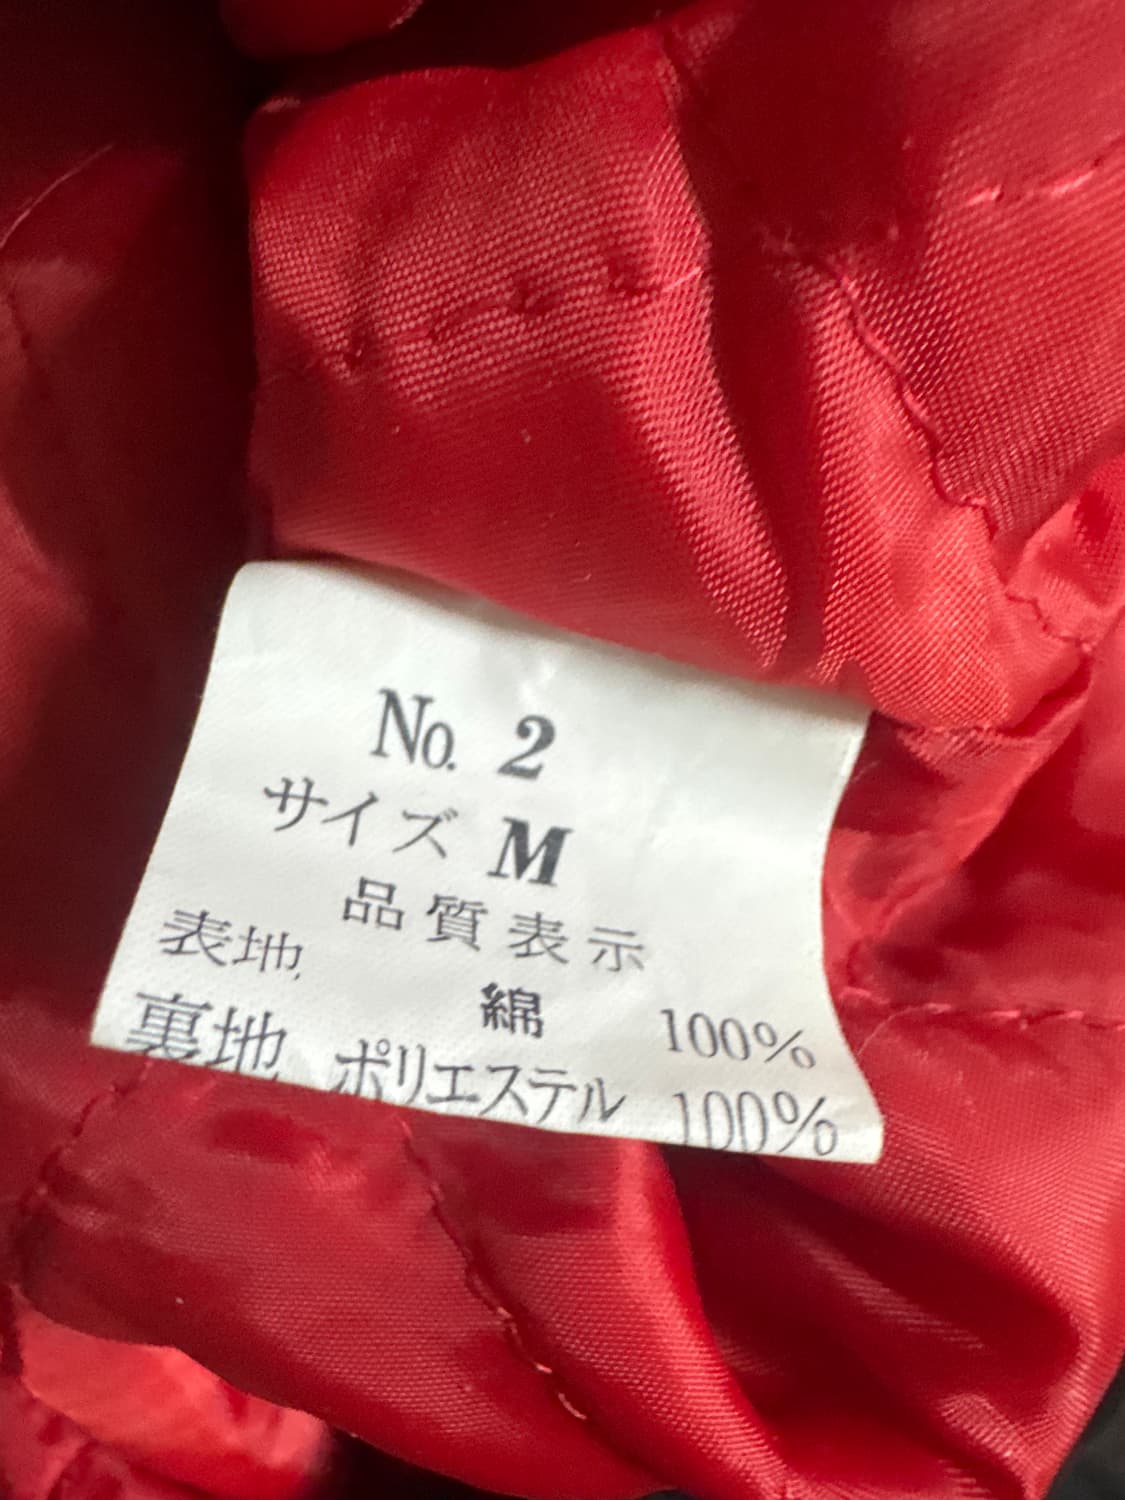 No. 2
サイズ M
品質表示
表地 綿 100%
裏地 ポリエステル 100%